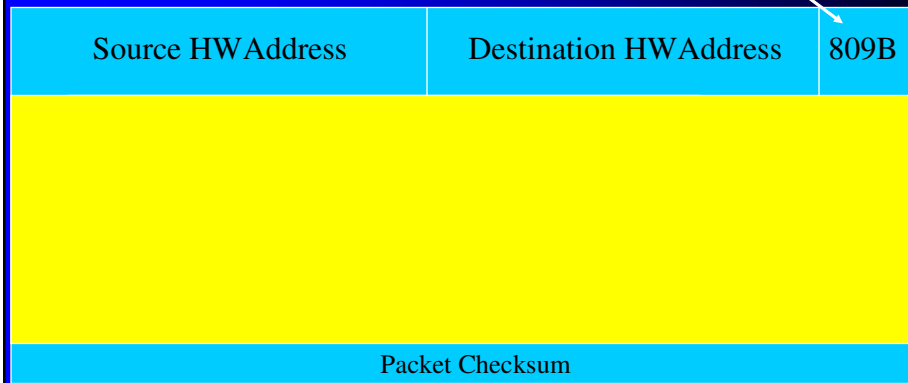 Source HWAddress Destination HWAddress 809B
Packet Checksum